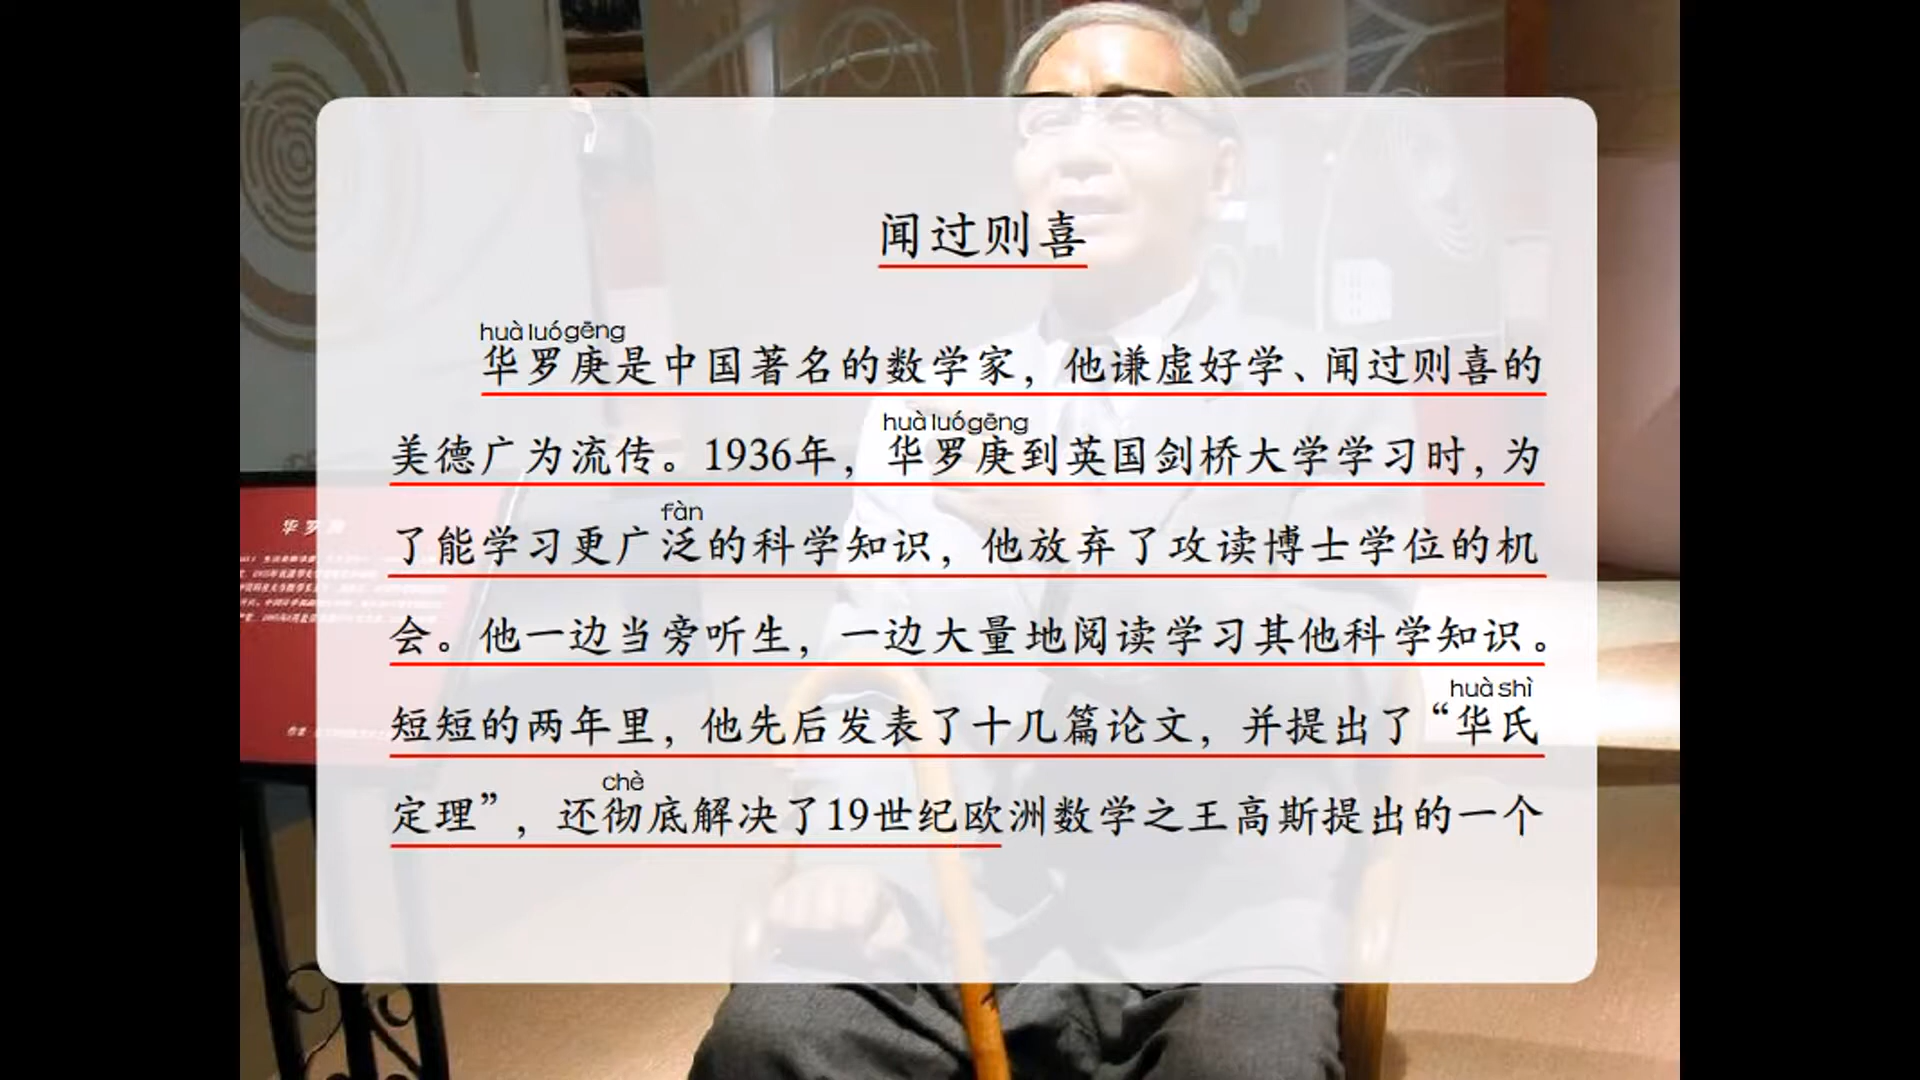 闻过则喜
huà luó gēng
华罗庚是中国著名的数学家，他谦虚好学、闻过则喜的
huà luó gēng
美德广为流传。1936年，华罗庚到英国剑桥大学学习时，为
fàn
了能学习更广泛的科学知识，他放弃了攻读博士学位的机
会。他一边当旁听生，一边大量地阅读学习其他科学知识。
huà shì
短短的两年里，他先后发表了十几篇论文，并提出了“华氏
chè
定理”，还彻底解决了19世纪欧洲数学之王高斯提出的一个
华罗